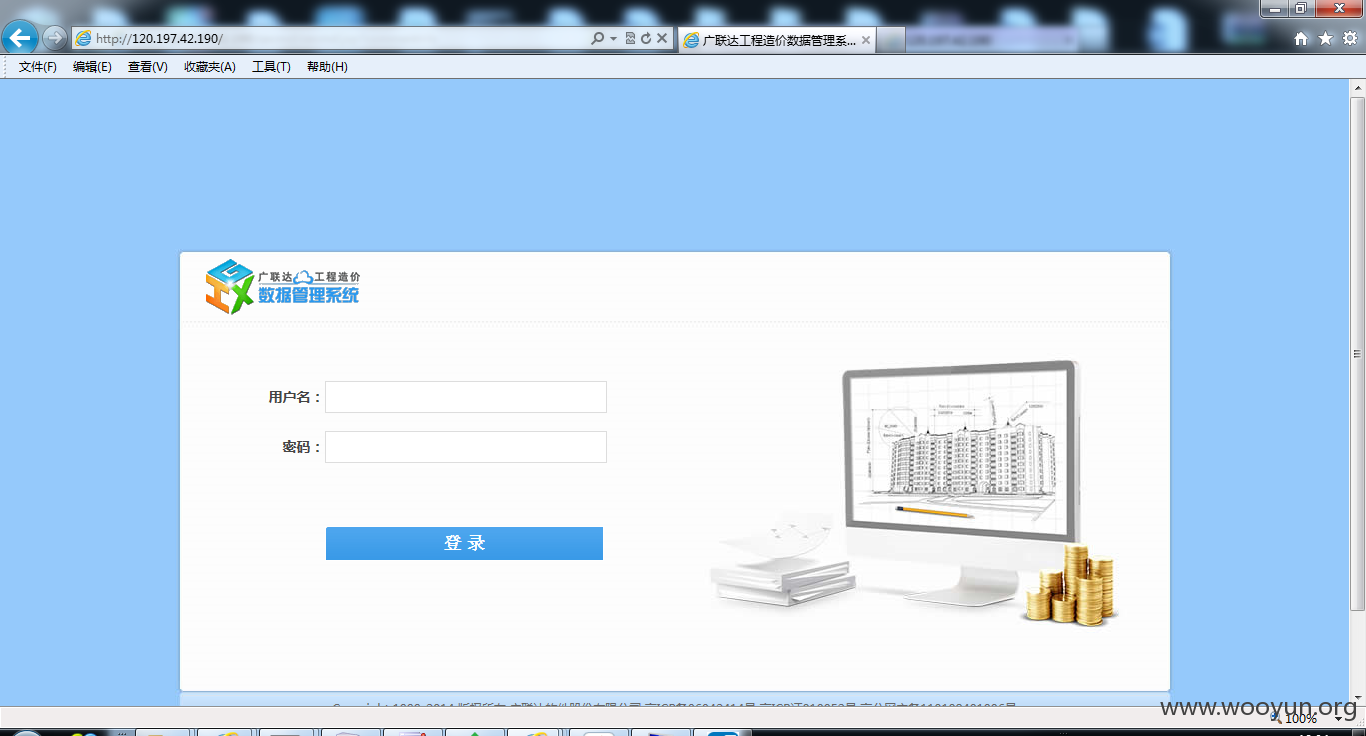 http://120.197.42.190/
广联达工程造价数据管理系...
文件(F) 编辑(E) 查看(V) 收藏夹(A) 工具(T) 帮助(H)
广联达 工程造价
数据管理系统
用户名：
密码：
登 录
www.wooyun.org
100%